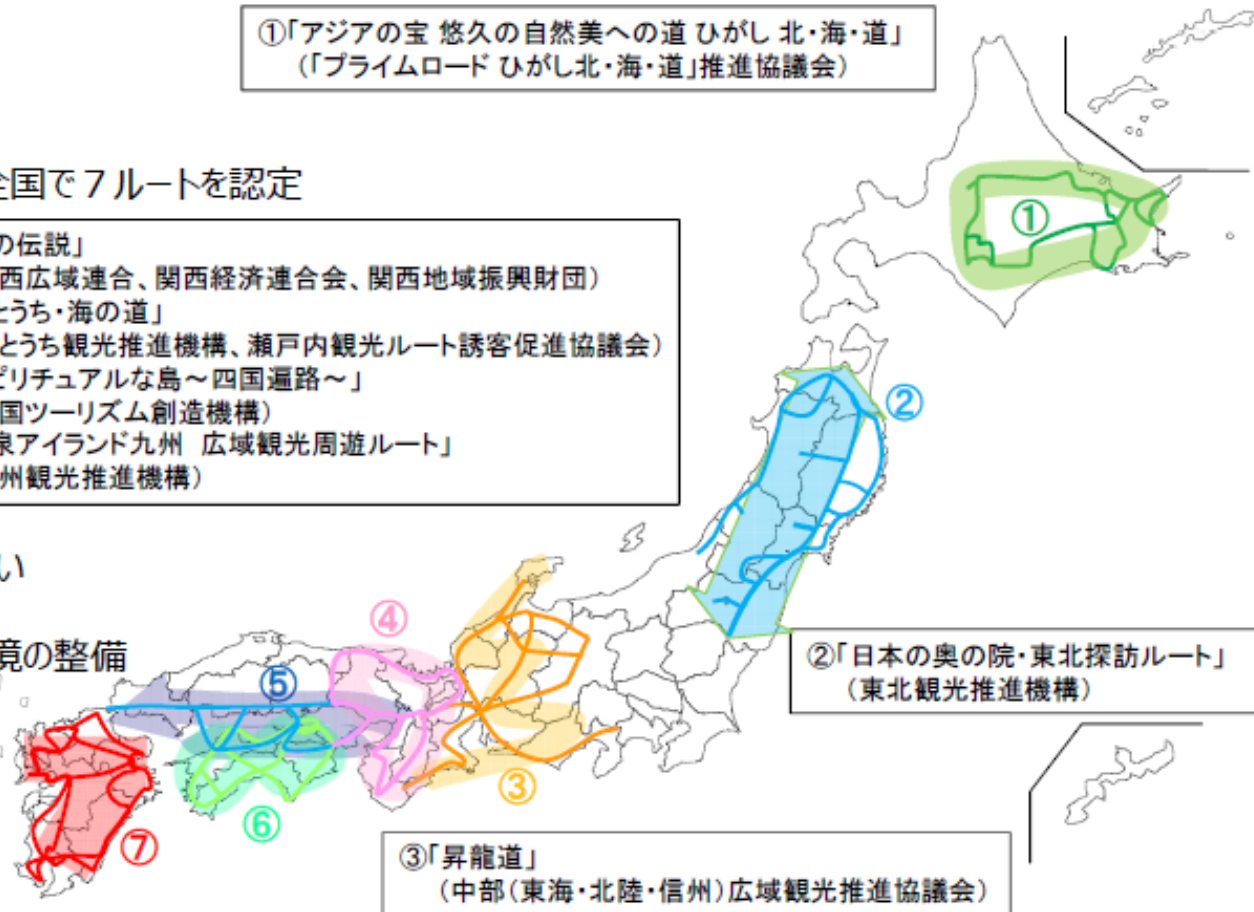 ①「アジアの宝 悠久の自然美への道 ひがし 北・海・道」
（「プライムロード ひがし北・海・道」推進協議会）
全国で７ルートを認定
の伝説」
西広域連合、関西経済連合会、関西地域振興財団）
とうち・海の道」
とうち観光推進機構、瀬戸内観光ルート誘客促進協議会）
ピリチュアルな島～四国遍路～」
国ツーリズム創造機構）
泉アイランド九州 広域観光周遊ルート」
州観光推進機構）
い
境の整備
①
②
④
⑤
③
⑥
⑦
②「日本の奥の院・東北探訪ルート」
（東北観光推進機構）
③「昇龍道」
（中部（東海・北陸・信州）広域観光推進協議会）